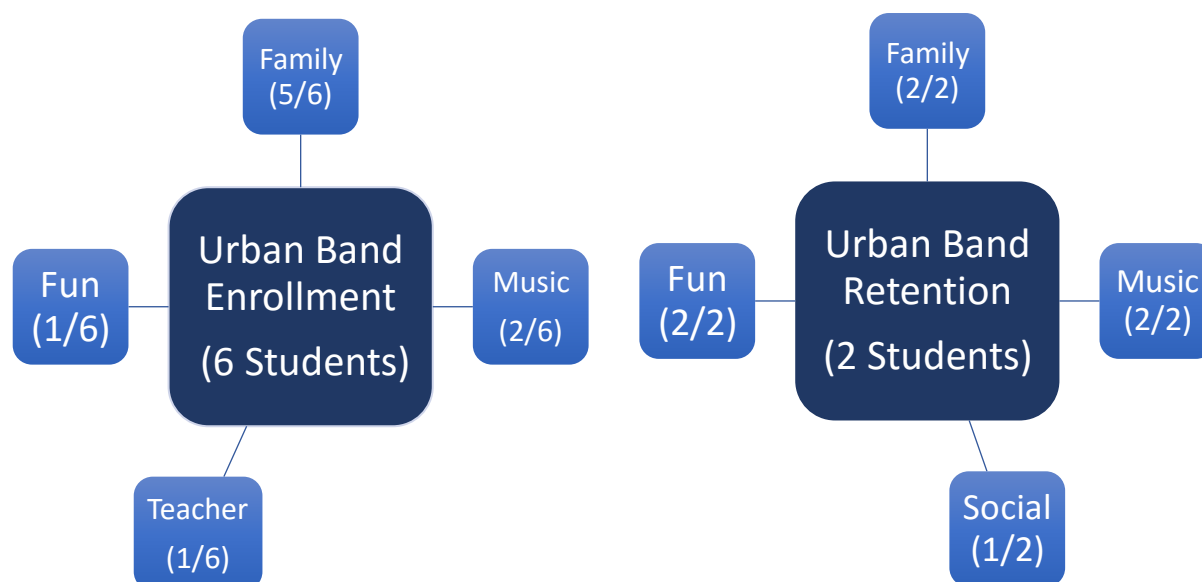 Family
(5/6)
Urban Band
Enrollment
(6 Students)
Fun
(1/6)
Music
(2/6)
Teacher
(1/6)
Family
(2/2)
Urban Band
Retention
(2 Students)
Fun
(2/2)
Music
(2/2)
Social
(1/2)